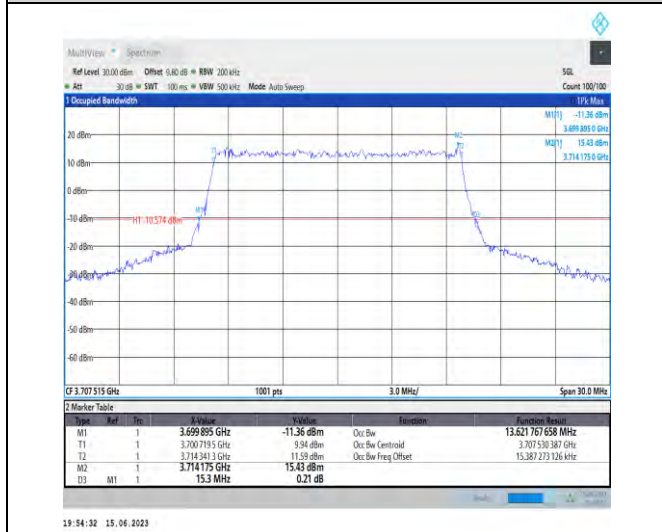 MultiView Spectrum
Ref Level 30.00 dBm Offset 9.80 dB RBW 200 kHz SGL
Att 30 dB SWT 100 ms VBW 500 kHz Mode Auto Sweep Count 100/100
1 Occupied Bandwidth 1Pk Max
M1[1] -11.36 dBm
3.699 895 0 GHz
M2[1] 15.43 dBm
3.714 175 0 GHz
20 dBm
10 dBm
0 dBm
-10 dBm
H1 -10.574 dBm
-20 dBm
-30 dBm
-40 dBm
-50 dBm
-60 dBm
M2
T1
T2
M1
D3
CF 3.707 515 GHz 1001 pts 3.0 MHz/ Span 30.0 MHz
2 Marker Table
Type Ref Trc X-Value Y-Value Function Function Result
M1 1 3.699 895 GHz -11.36 dBm Occ Bw 13.621 767 658 MHz
T1 1 3.700 719 5 GHz 9.94 dBm Occ Bw Centroid 3.707 530 387 GHz
T2 1 3.714 341 3 GHz 11.59 dBm Occ Bw Freq Offset 15.387 273 126 kHz
M2 1 3.714 175 GHz 15.43 dBm
D3 M1 1 15.3 MHz 0.21 dB
19:54:32 15.06.2023